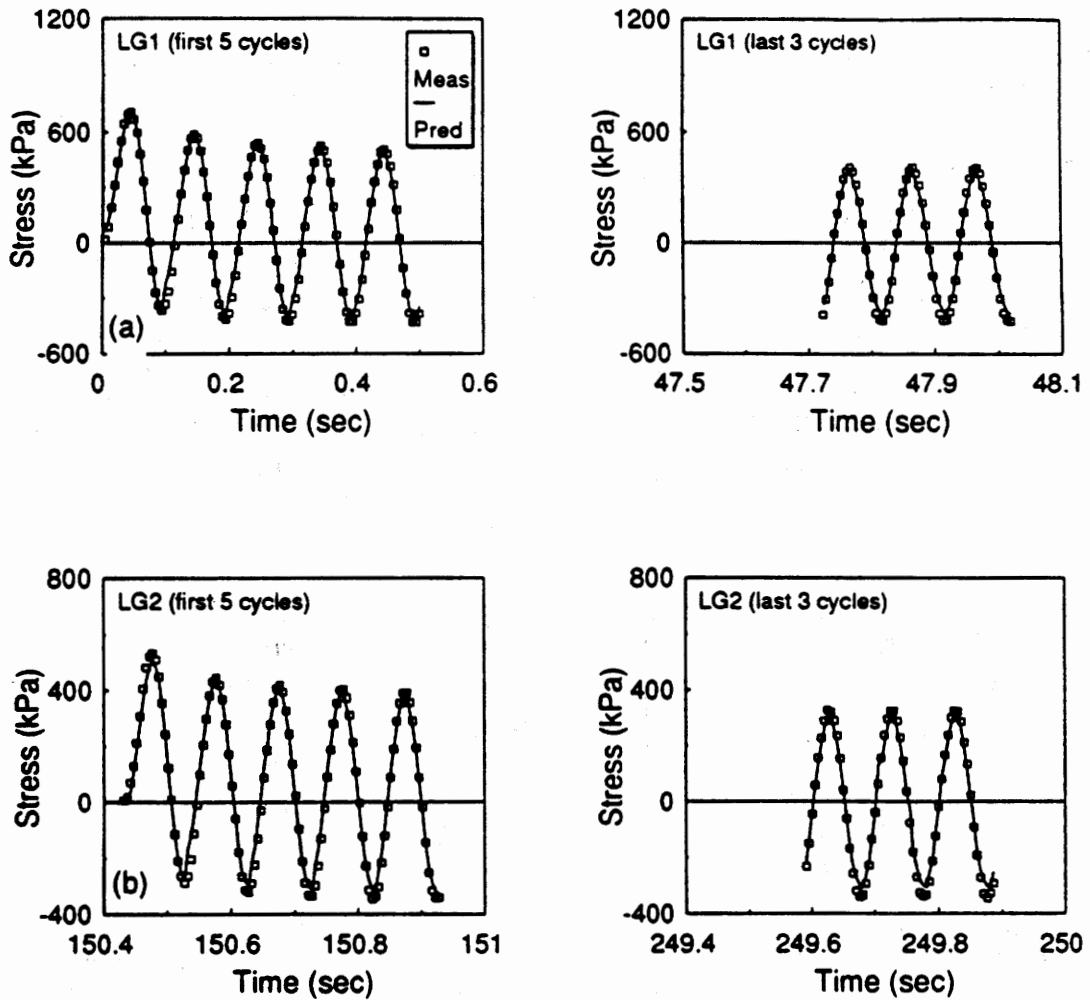 1200
600
0
-600
Stress (kPa)
LG1 (first 5 cycles)
Meas
Pred
(a)
0
0.2
0.4
0.6
Time (sec)
1200
600
0
-600
Stress (kPa)
LG1 (last 3 cycles)
47.5
47.7
47.9
48.1
Time (sec)
800
400
0
-400
Stress (kPa)
LG2 (first 5 cycles)
(b)
150.4
150.6
150.8
151
Time (sec)
800
400
0
-400
Stress (kPa)
LG2 (last 3 cycles)
249.4
249.6
249.8
250
Time (sec)